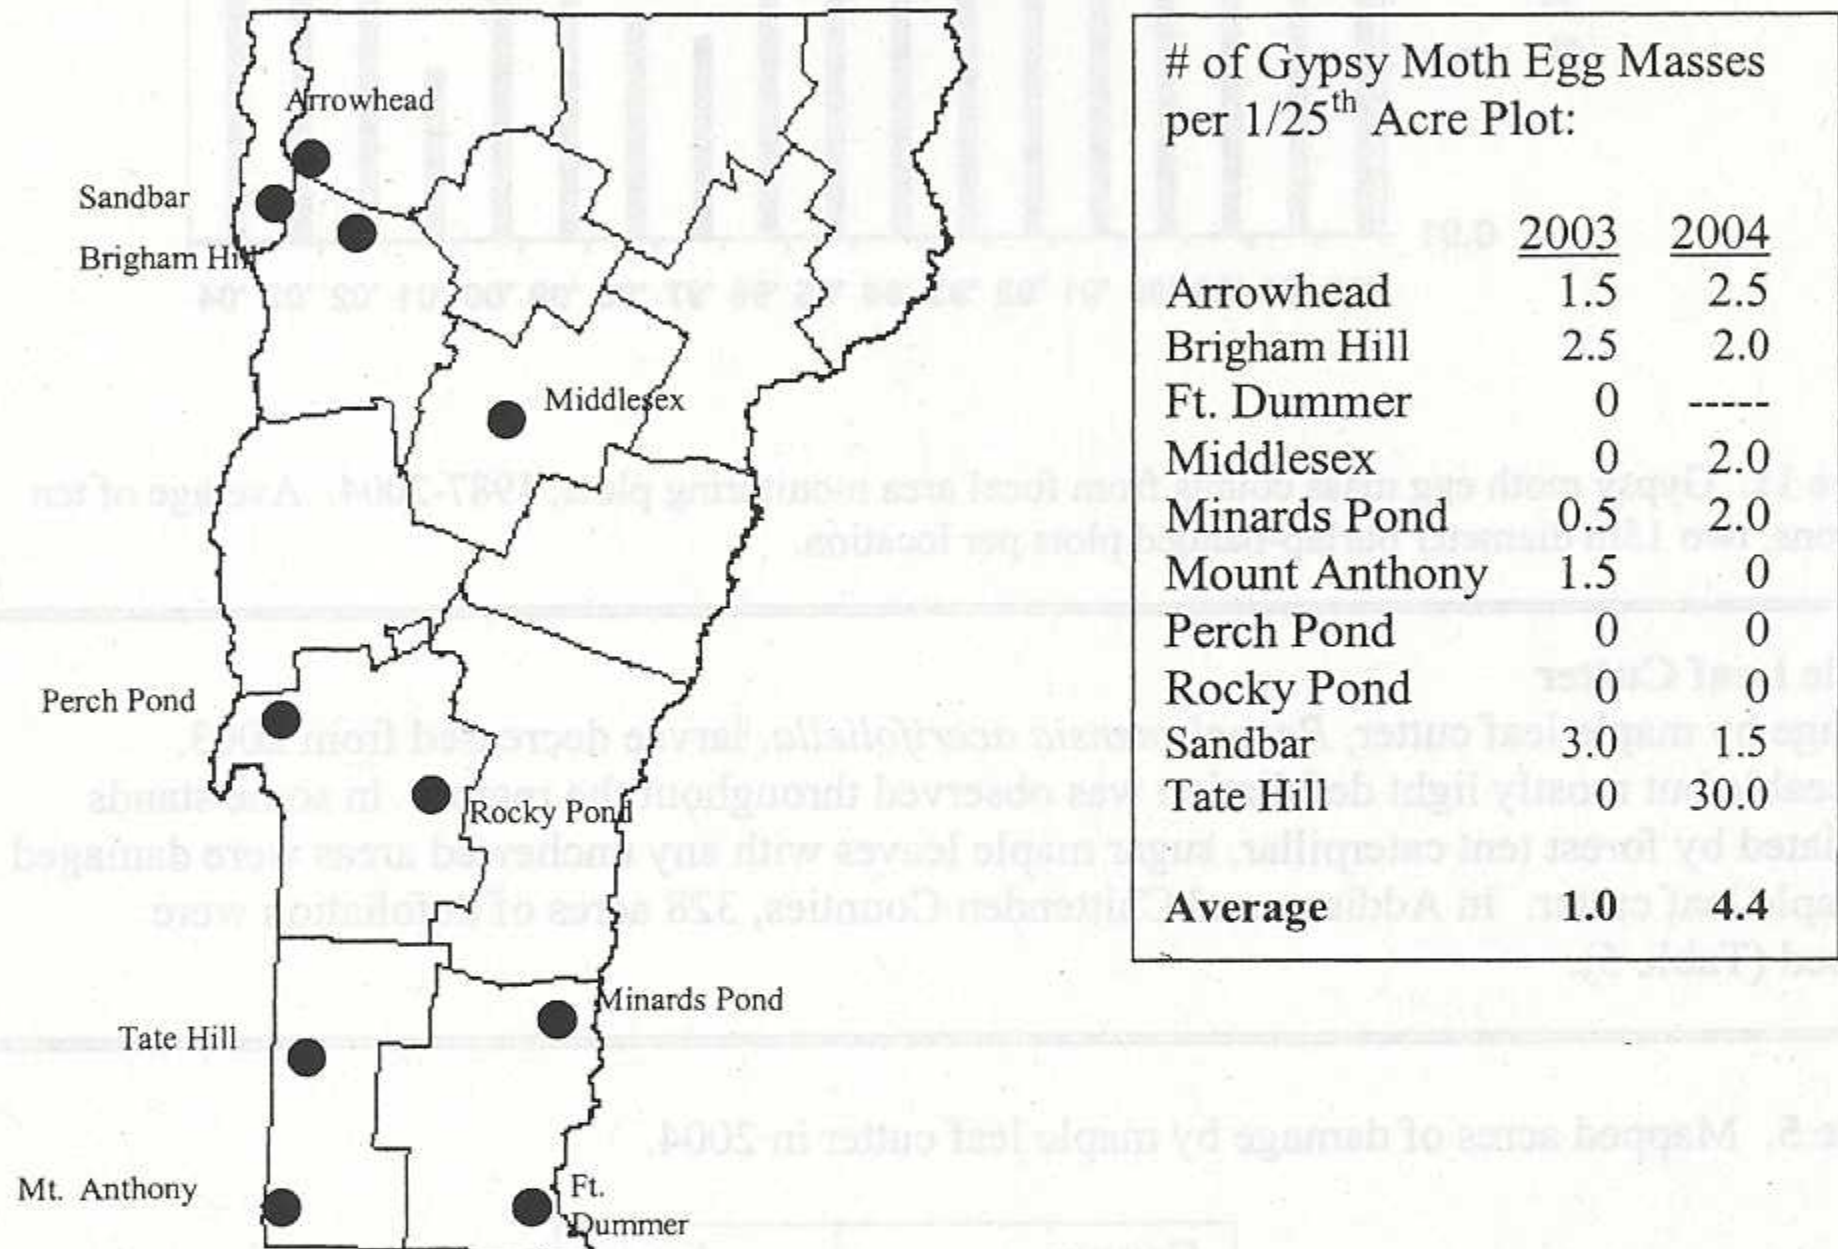 Arrowhead
Sandbar
Brigham Hill
Middlesex
Perch Pond
Rocky Pond
Minards Pond
Tate Hill
Mt. Anthony
Ft.
Dummer
# of Gypsy Moth Egg Masses
per 1/25th Acre Plot:
2003 2004
Arrowhead 1.5 2.5
Brigham Hill 2.5 2.0
Ft. Dummer 0 -----
Middlesex 0 2.0
Minards Pond 0.5 2.0
Mount Anthony 1.5 0
Perch Pond 0 0
Rocky Pond 0 0
Sandbar 3.0 1.5
Tate Hill 0 30.0
Average 1.0 4.4